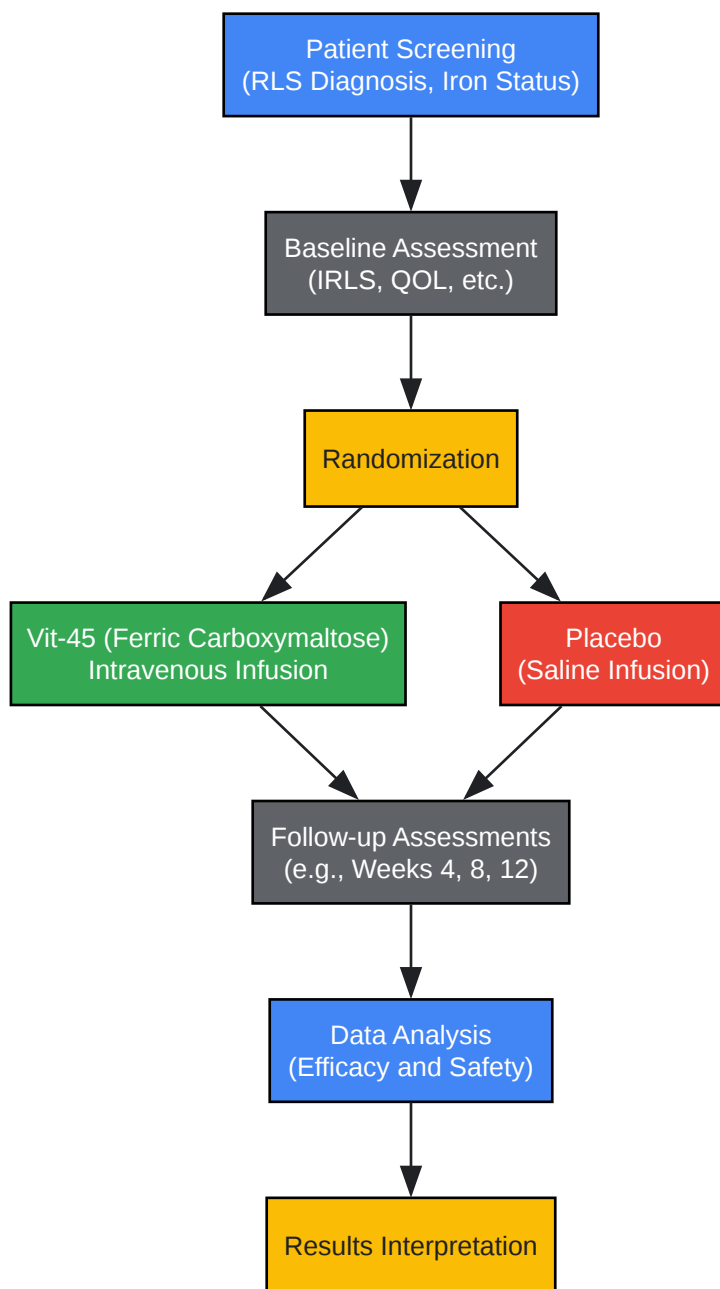 Patient Screening
(RLS Diagnosis, Iron Status)
Baseline Assessment
(IRLS, QOL, etc.)
Randomization
Vit-45 (Ferric Carboxymaltose)
Intravenous Infusion
Placebo
(Saline Infusion)
Follow-up Assessments
(e.g., Weeks 4, 8, 12)
Data Analysis
(Efficacy and Safety)
Results Interpretation